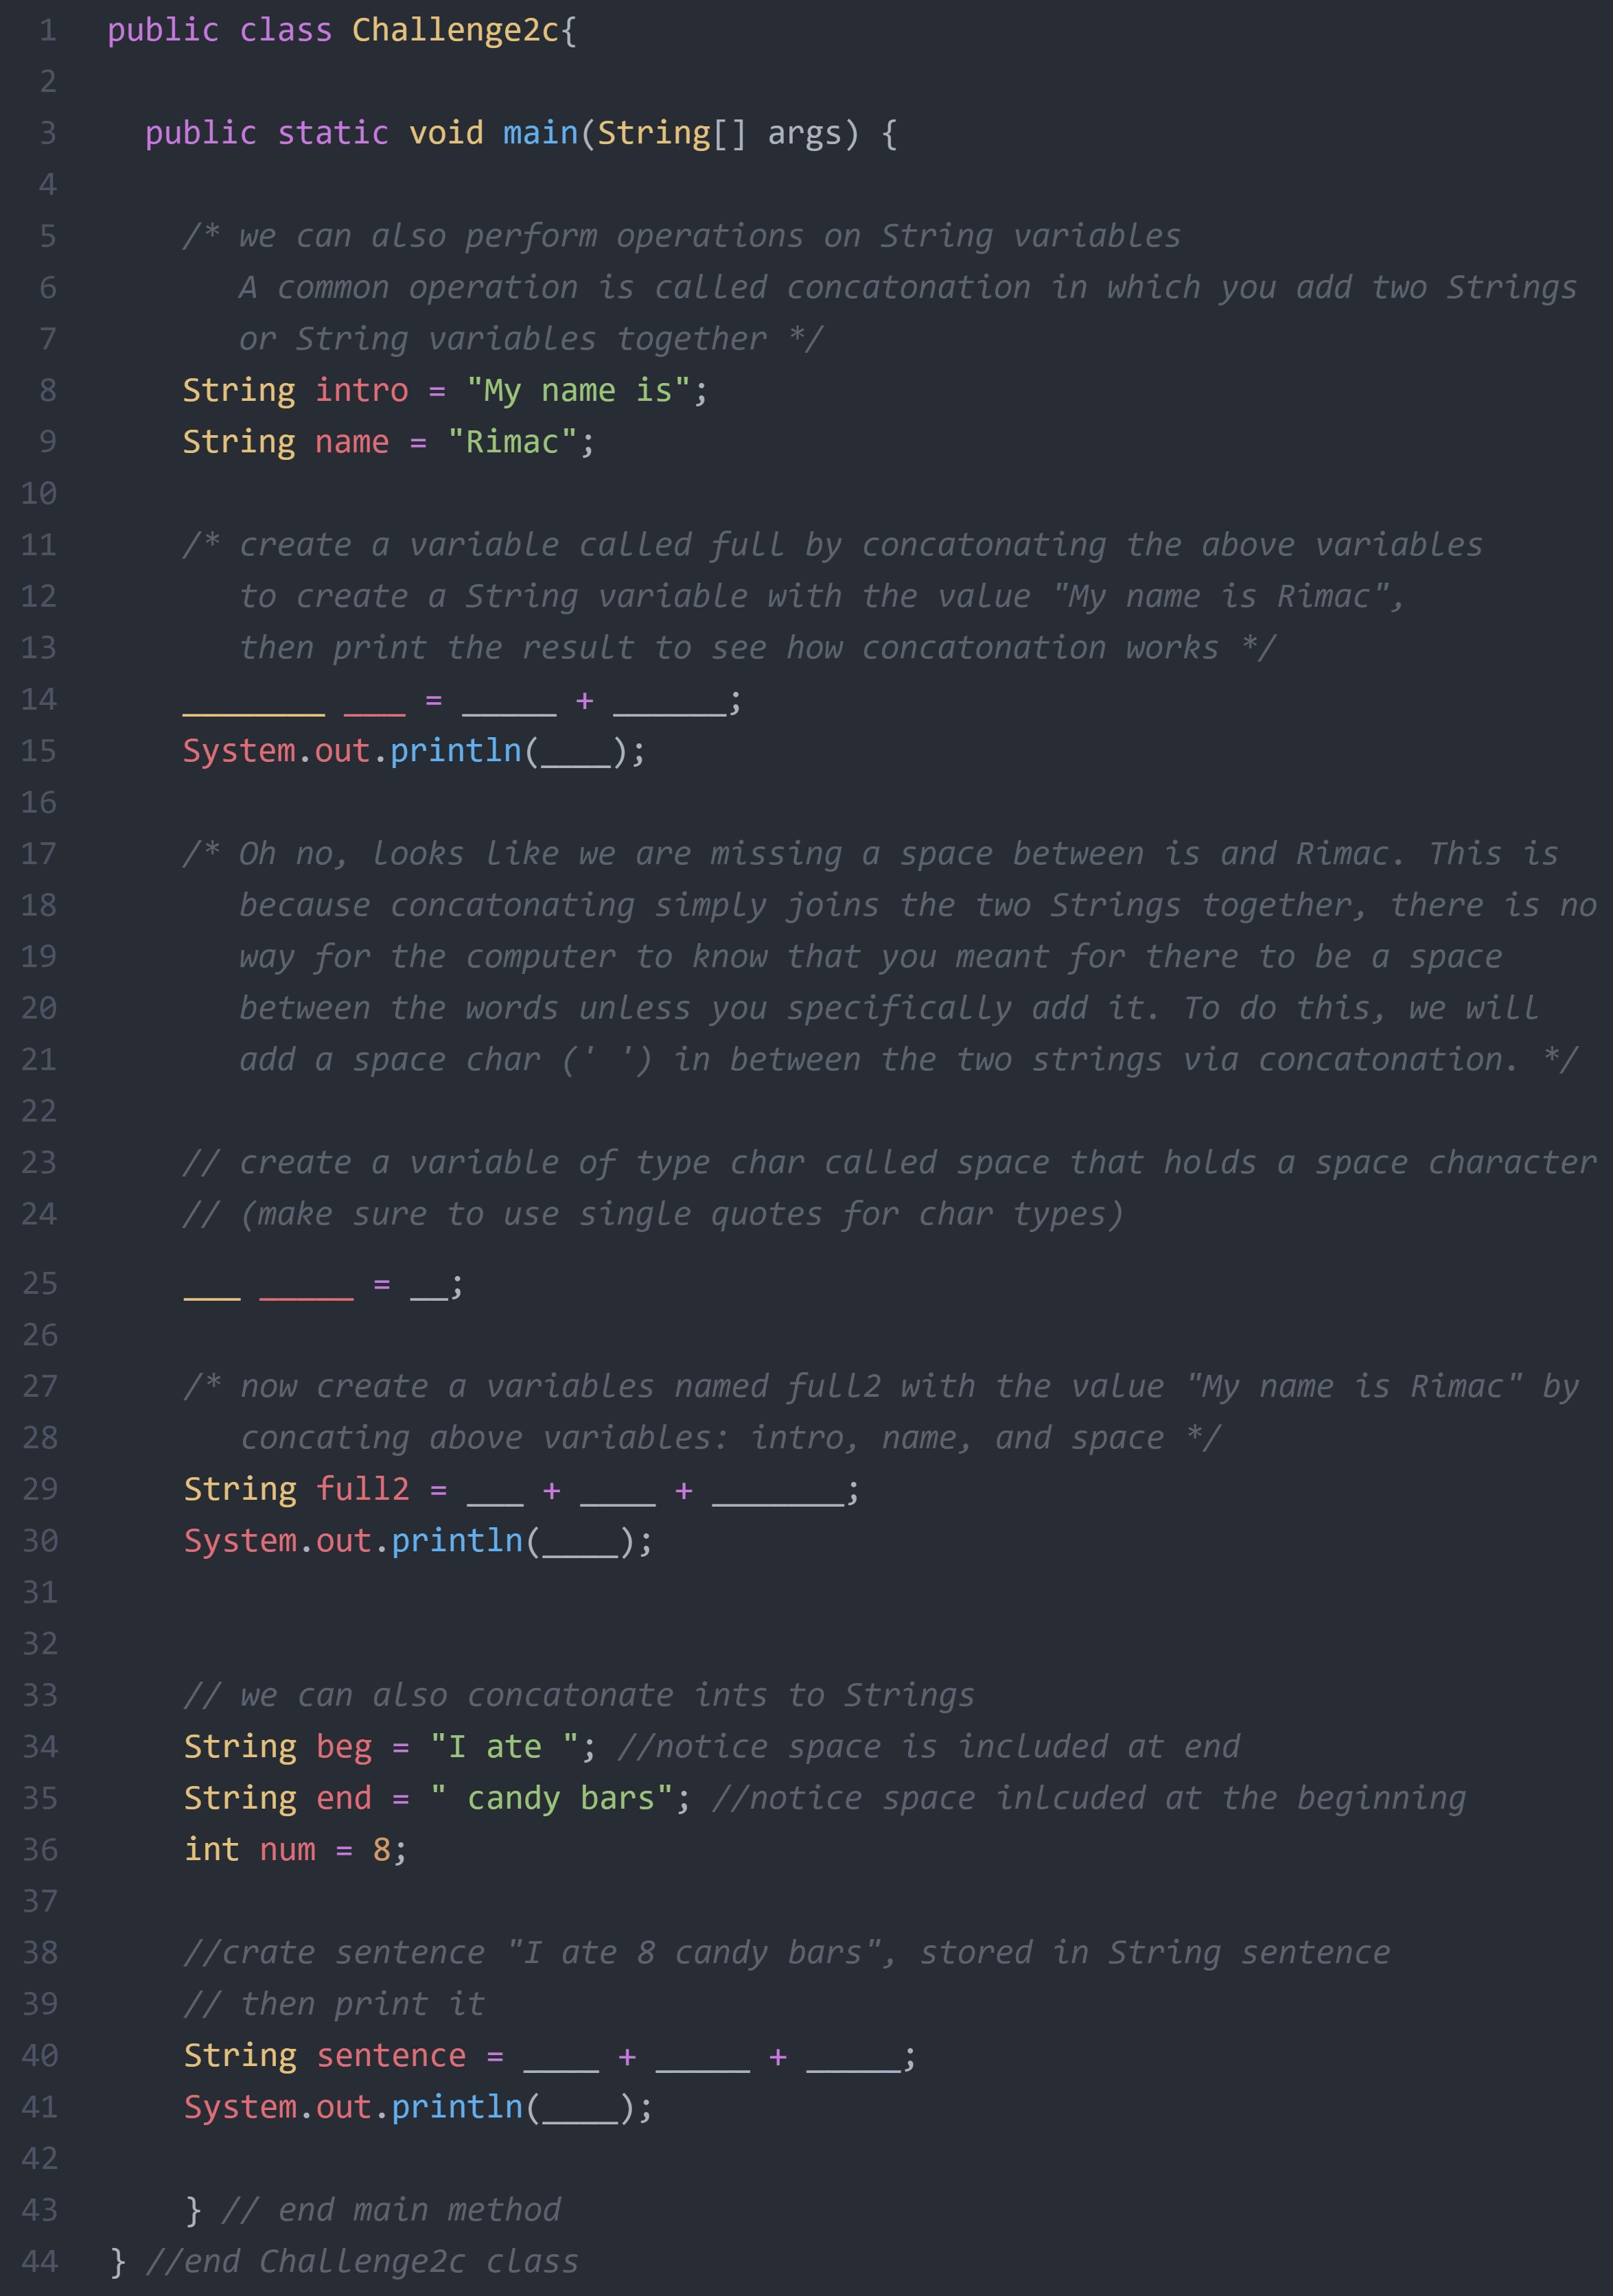 1 public class Challenge2c{
2
3 public static void main(String[] args) {
4
5 /* we can also perform operations on String variables
6 A common operation is called concatonation in which you add two Strings
7 or String variables together */
8 String intro = "My name is";
9 String name = "Rimac";
10
11 /* create a variable called full by concatonating the above variables
12 to create a String variable with the value "My name is Rimac",
13 then print the result to see how concatonation works */
14 ________ ___ = _____ + ______;
15 System.out.println(____);
16
17 /* Oh no, looks like we are missing a space between is and Rimac. This is
18 because concatonating simply joins the two Strings together, there is no
19 way for the computer to know that you meant for there to be a space
20 between the words unless you specifically add it. To do this, we will
21 add a space char (' ') in between the two strings via concatonation. */
22
23 // create a variable of type char called space that holds a space character
24 // (make sure to use single quotes for char types)
25 ___ _____ = __;
26
27 /* now create a variables named full2 with the value "My name is Rimac" by
28 concating above variables: intro, name, and space */
29 String full2 = ___ + ____ + _______;
30 System.out.println(____);
31
32
33 // we can also concatonate ints to Strings
34 String beg = "I ate "; //notice space is included at end
35 String end = " candy bars"; //notice space inlcuded at the beginning
36 int num = 8;
37
38 //crate sentence "I ate 8 candy bars", stored in String sentence
39 // then print it
40 String sentence = ____ + _____ + _____;
41 System.out.println(____);
42
43 } // end main method
44 } //end Challenge2c class